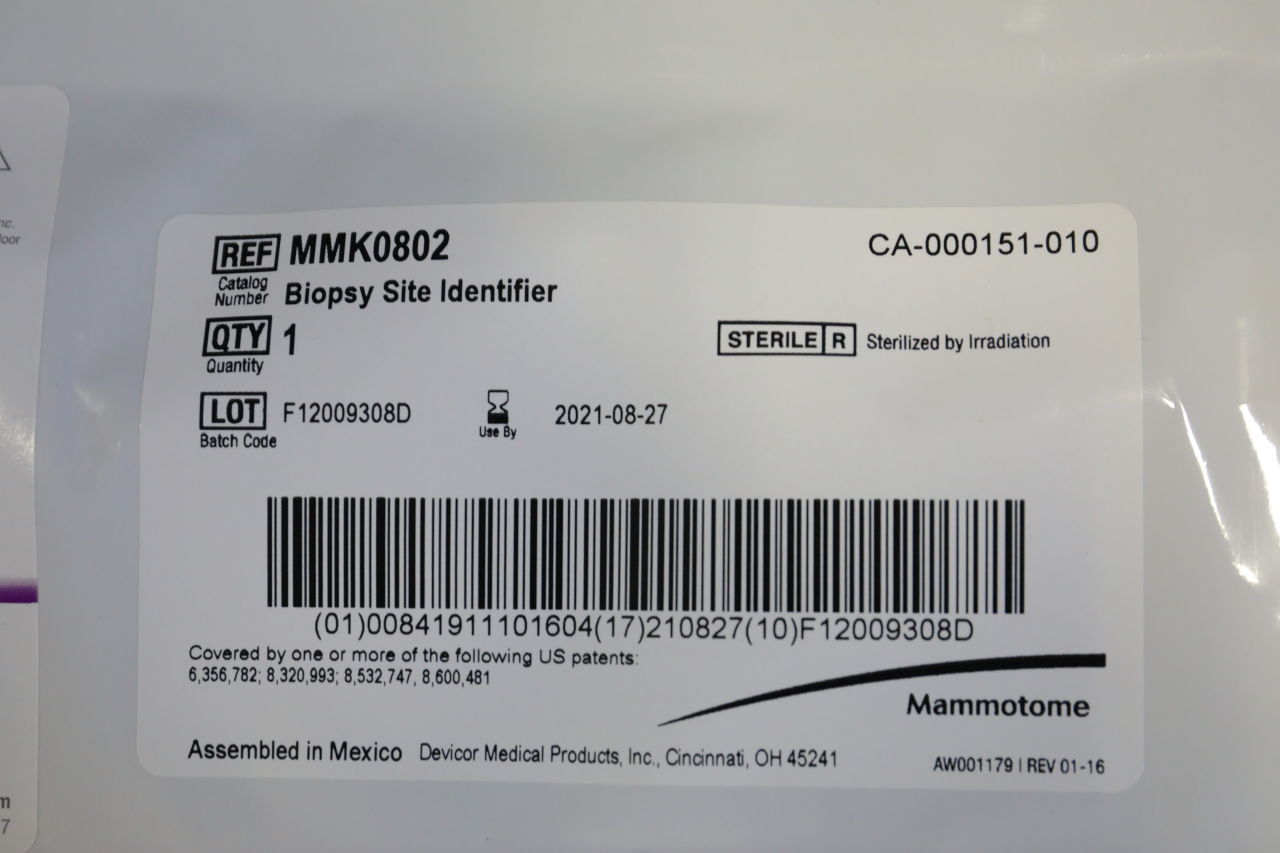 nc.
loor
REF MMK0802 CA-000151-010
Catalog
Number Biopsy Site Identifier
QTY 1 STERILE R Sterilized by Irradiation
Quantity
LOT F12009308D 2021-08-27
Batch Code Use By
(01)00841911101604(17)210827(10)F12009308D
Covered by one or more of the following US patents:
6,356,782; 8,320,993; 8,532,747, 8,600,481
Mammotome
Assembled in Mexico Devicor Medical Products, Inc., Cincinnati, OH 45241 AW001179 | REV 01-16
m
7